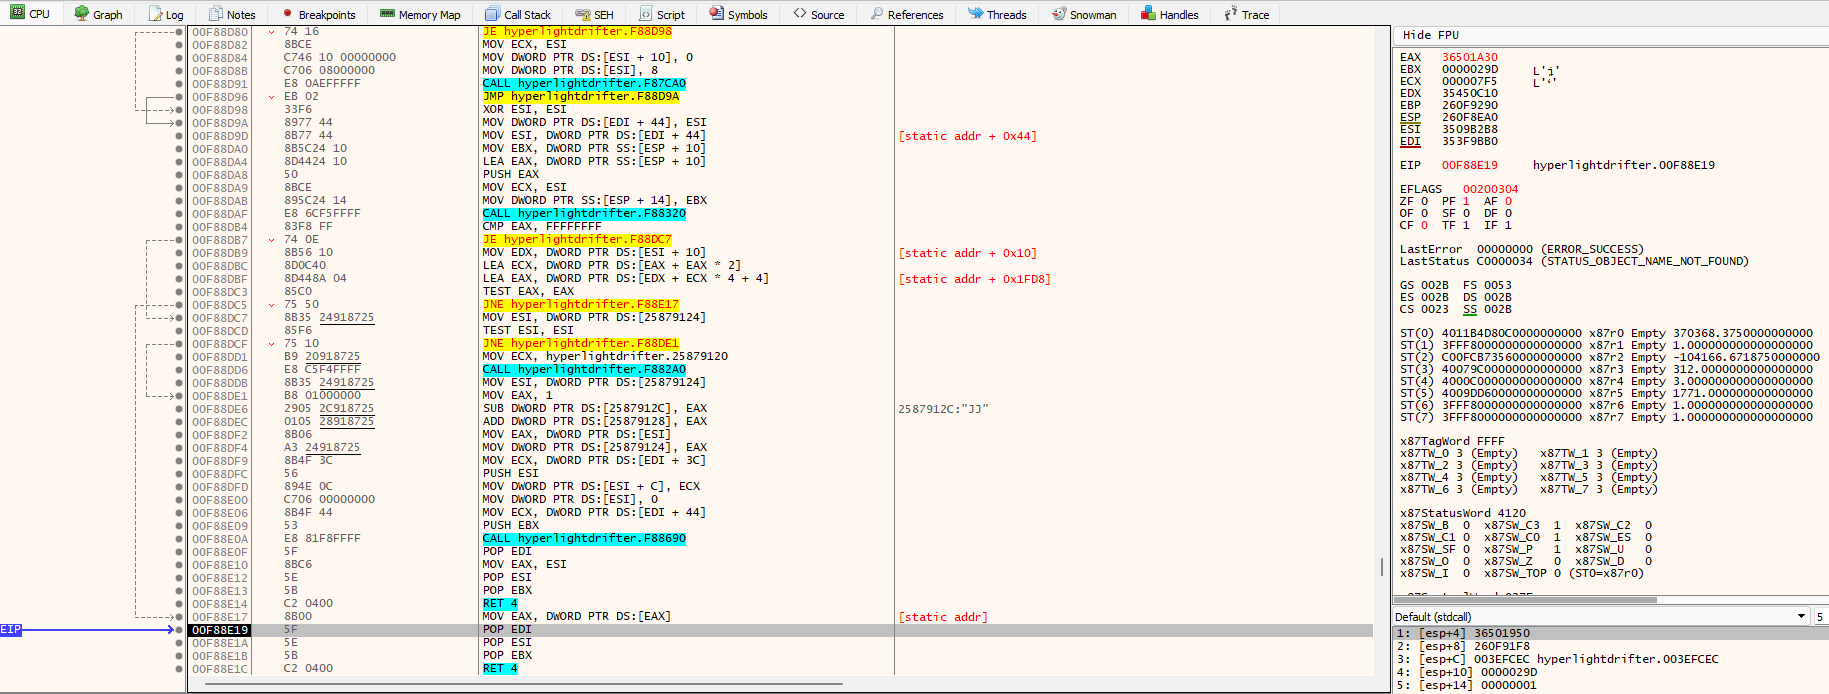 CPU Graph Log Notes Breakpoints Memory Map Call Stack SEH Script Symbols Source References Threads Snowman Handles Trace
00F88D80 74 16 JE hyperlightdrifter.F88D98
00F88D82 8BCE MOV ECX, ESI
00F88D84 C746 10 00000000 MOV DWORD PTR DS:[ESI + 10], 0
00F88D8B C706 08000000 MOV DWORD PTR DS:[ESI], 8
00F88D91 E8 0AEFFFFF CALL hyperlightdrifter.F87CA0
00F88D96 EB 02 JMP hyperlightdrifter.F88D9A
00F88D98 33F6 XOR ESI, ESI
00F88D9A 8977 44 MOV DWORD PTR DS:[EDI + 44], ESI
00F88D9D 8B77 44 MOV ESI, DWORD PTR DS:[EDI + 44] [static addr + 0x44]
00F88DA0 8B5C24 10 MOV EBX, DWORD PTR SS:[ESP + 10]
00F88DA4 8D4424 10 LEA EAX, DWORD PTR SS:[ESP + 10]
00F88DA8 50 PUSH EAX
00F88DA9 8BCE MOV ECX, ESI
00F88DAB 895C24 14 MOV DWORD PTR SS:[ESP + 14], EBX
00F88DAF E8 6CF5FFFF CALL hyperlightdrifter.F88320
00F88DB4 83F8 FF CMP EAX, FFFFFFFF
00F88DB7 74 0E JE hyperlightdrifter.F88DC7
00F88DB9 8B56 10 MOV EDX, DWORD PTR DS:[ESI + 10] [static addr + 0x10]
00F88DBC 8D0C40 LEA ECX, DWORD PTR DS:[EAX + EAX * 2]
00F88DBF 8D448A 04 LEA EAX, DWORD PTR DS:[EDX + ECX * 4 + 4] [static addr + 0x1FD8]
00F88DC3 85C0 TEST EAX, EAX
00F88DC5 75 50 JNE hyperlightdrifter.F88E17
00F88DC7 8B35 24918725 MOV ESI, DWORD PTR DS:[25879124]
00F88DCD 85F6 TEST ESI, ESI
00F88DCF 75 10 JNE hyperlightdrifter.F88DE1
00F88DD1 B9 20918725 MOV ECX, hyperlightdrifter.25879120
00F88DD6 E8 C5F4FFFF CALL hyperlightdrifter.F882A0
00F88DDB 8B35 24918725 MOV ESI, DWORD PTR DS:[25879124]
00F88DE1 B8 01000000 MOV EAX, 1
00F88DE6 2905 2C918725 SUB DWORD PTR DS:[2587912C], EAX 2587912C:"JJ"
00F88DEC 0105 28918725 ADD DWORD PTR DS:[25879128], EAX
00F88DF2 8B06 MOV EAX, DWORD PTR DS:[ESI]
00F88DF4 A3 24918725 MOV DWORD PTR DS:[25879124], EAX
00F88DF9 8B4F 3C MOV ECX, DWORD PTR DS:[EDI + 3C]
00F88DFC 56 PUSH ESI
00F88DFD 894E 0C MOV DWORD PTR DS:[ESI + C], ECX
00F88E00 C706 00000000 MOV DWORD PTR DS:[ESI], 0
00F88E06 8B4F 44 MOV ECX, DWORD PTR DS:[EDI + 44]
00F88E09 53 PUSH EBX
00F88E0A E8 81F8FFFF CALL hyperlightdrifter.F88690
00F88E0F 5F POP EDI
00F88E10 8BC6 MOV EAX, ESI
00F88E12 5E POP ESI
00F88E13 5B POP EBX
00F88E14 C2 0400 RET 4
00F88E17 8B00 MOV EAX, DWORD PTR DS:[EAX] [static addr]
EIP 00F88E19 5F POP EDI
00F88E1A 5E POP ESI
00F88E1B 5B POP EBX
00F88E1C C2 0400 RET 4
Hide FPU
EAX 36501A30
EBX 0000029D
ECX 000007F5
EDX 35450C10
EBP 260F9290
ESP 260F8EA0
ESI 3509B2B8
EDI 353F9BB0
EIP 00F88E19 hyperlightdrifter.00F88E19
EFLAGS 00200304
ZF 0 PF 1 AF 0
OF 0 SF 0 DF 0
CF 0 TF 1 IF 1
LastError 00000000 (ERROR_SUCCESS)
LastStatus C0000034 (STATUS_OBJECT_NAME_NOT_FOUND)
GS 002B FS 0053
ES 002B DS 002B
CS 0023 SS 002B
ST(0) 4011B4D80C0000000000 x87r0 Empty 370368.3750000000000
ST(1) 3FFF8000000000000000 x87r1 Empty 1.000000000000000000
ST(2) C00FCB73560000000000 x87r2 Empty -104166.6718750000000
ST(3) 40079C00000000000000 x87r3 Empty 312.0000000000000000
ST(4) 4000C000000000000000 x87r4 Empty 3.000000000000000000
ST(5) 4009DD60000000000000 x87r5 Empty 1771.000000000000000
ST(6) 3FFF8000000000000000 x87r6 Empty 1.000000000000000000
ST(7) 3FFF8000000000000000 x87r7 Empty 1.000000000000000000
x87TagWord FFFF
x87TW_0 3 (Empty) x87TW_1 3 (Empty)
x87TW_2 3 (Empty) x87TW_3 3 (Empty)
x87TW_4 3 (Empty) x87TW_5 3 (Empty)
x87TW_6 3 (Empty) x87TW_7 3 (Empty)
x87StatusWord 4120
x87SW_B 0 x87SW_C3 1 x87SW_C2 0
x87SW_C1 0 x87SW_C0 1 x87SW_ES 0
x87SW_SF 0 x87SW_P 1 x87SW_U 0
x87SW_O 0 x87SW_Z 0 x87SW_D 0
x87SW_I 0 x87SW_TOP 0 (ST0=x87r0)
Default (stdcall) 5
1: [esp+4] 36501950
2: [esp+8] 260F91F8
3: [esp+C] 003EFCEC hyperlightdrifter.003EFCEC
4: [esp+10] 0000029D
5: [esp+14] 00000001